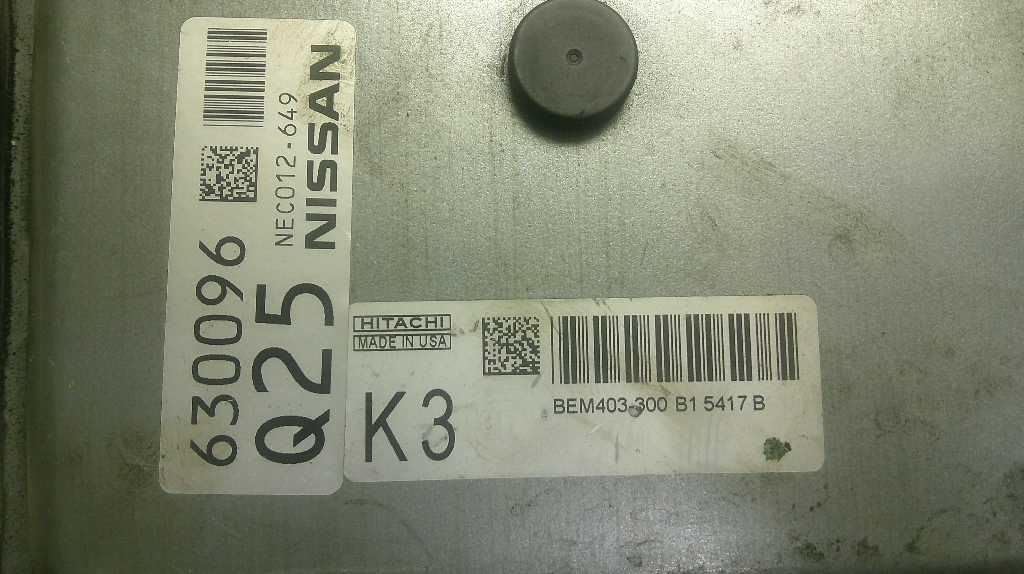 NISSAN
NEC012-649
Q25
630096
HITACHI
MADE IN USA
K3
BEM403-300 B1 5417 B